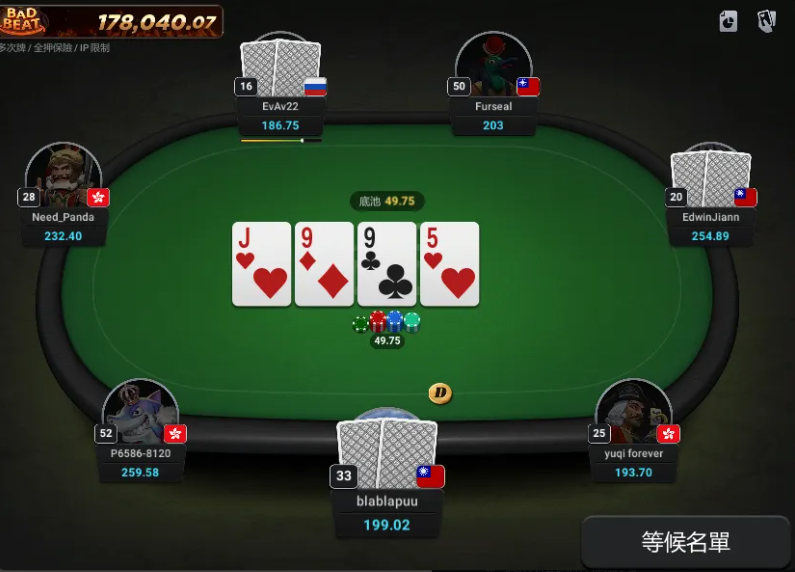 BAD
BEAT
178,040.07
多次牌 / 全押保險 / IP限制
16
EvAv22
186.75
50
Furseal
203
28
Need_Panda
232.40
20
EdwinJiann
254.89
底池 49.75
J
9
9
5
49.75
D
52
P6586-8120
259.58
33
blablapuu
199.02
25
yuqi forever
193.70
等候名單